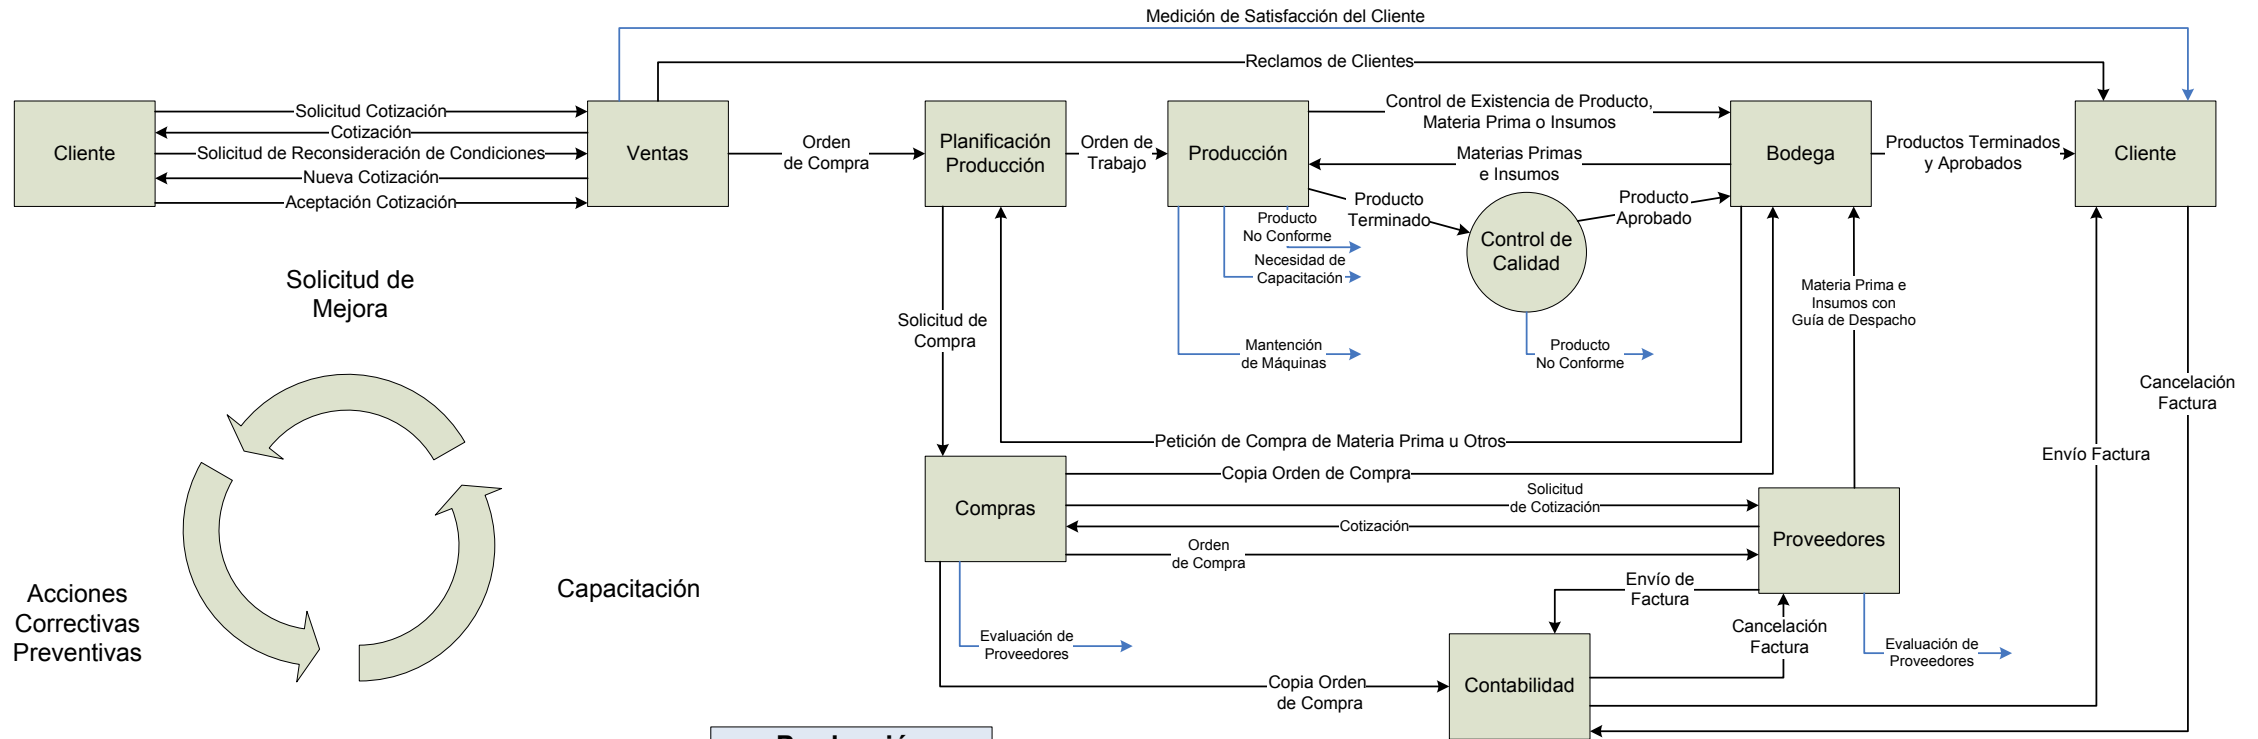 Medición de Satisfacción del Cliente
Reclamos de Clientes
Cliente
Solicitud Cotización
Cotización
Solicitud de Reconsideración de Condiciones
Nueva Cotización
Aceptación Cotización
Ventas
Orden
de Compra
Planificación
Producción
Orden de
Trabajo
Producción
Control de Existencia de Producto,
Materia Prima o Insumos
Materias Primas
e Insumos
Producto
Terminado
Producto
Aprobado
Control de
Calidad
Bodega
Productos Terminados
y Aprobados
Cliente
Producto
No Conforme
Necesidad de
Capacitación
Mantención
de Máquinas
Producto
No Conforme
Materia Prima e
Insumos con
Guía de Despacho
Solicitud de
Compra
Solicitud de
Mejora
Cancelación
Factura
Envío Factura
Petición de Compra de Materia Prima u Otros
Copia Orden de Compra
Compras
Solicitud
de Cotización
Cotización
Orden
de Compra
Proveedores
Envío de
Factura
Cancelación
Factura
Evaluación de
Proveedores
Evaluación de
Proveedores
Capacitación
Acciones
Correctivas
Preventivas
Copia Orden
de Compra
Contabilidad